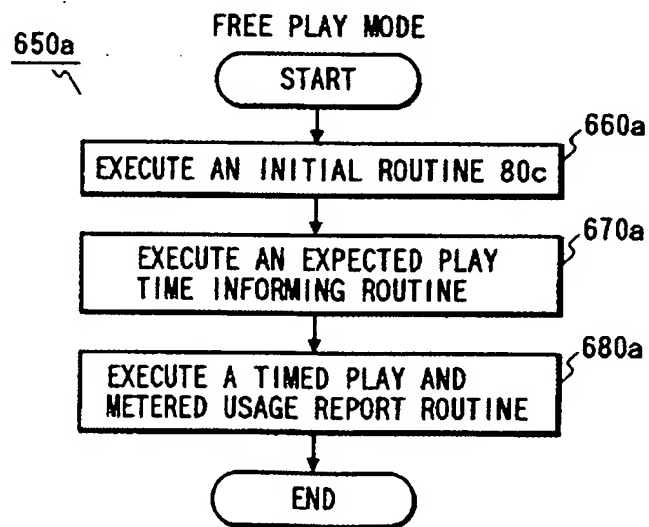 FREE PLAY MODE
650a
START
660a
EXECUTE AN INITIAL ROUTINE 80c
670a
EXECUTE AN EXPECTED PLAY
TIME INFORMING ROUTINE
680a
EXECUTE A TIMED PLAY AND
METERED USAGE REPORT ROUTINE
END